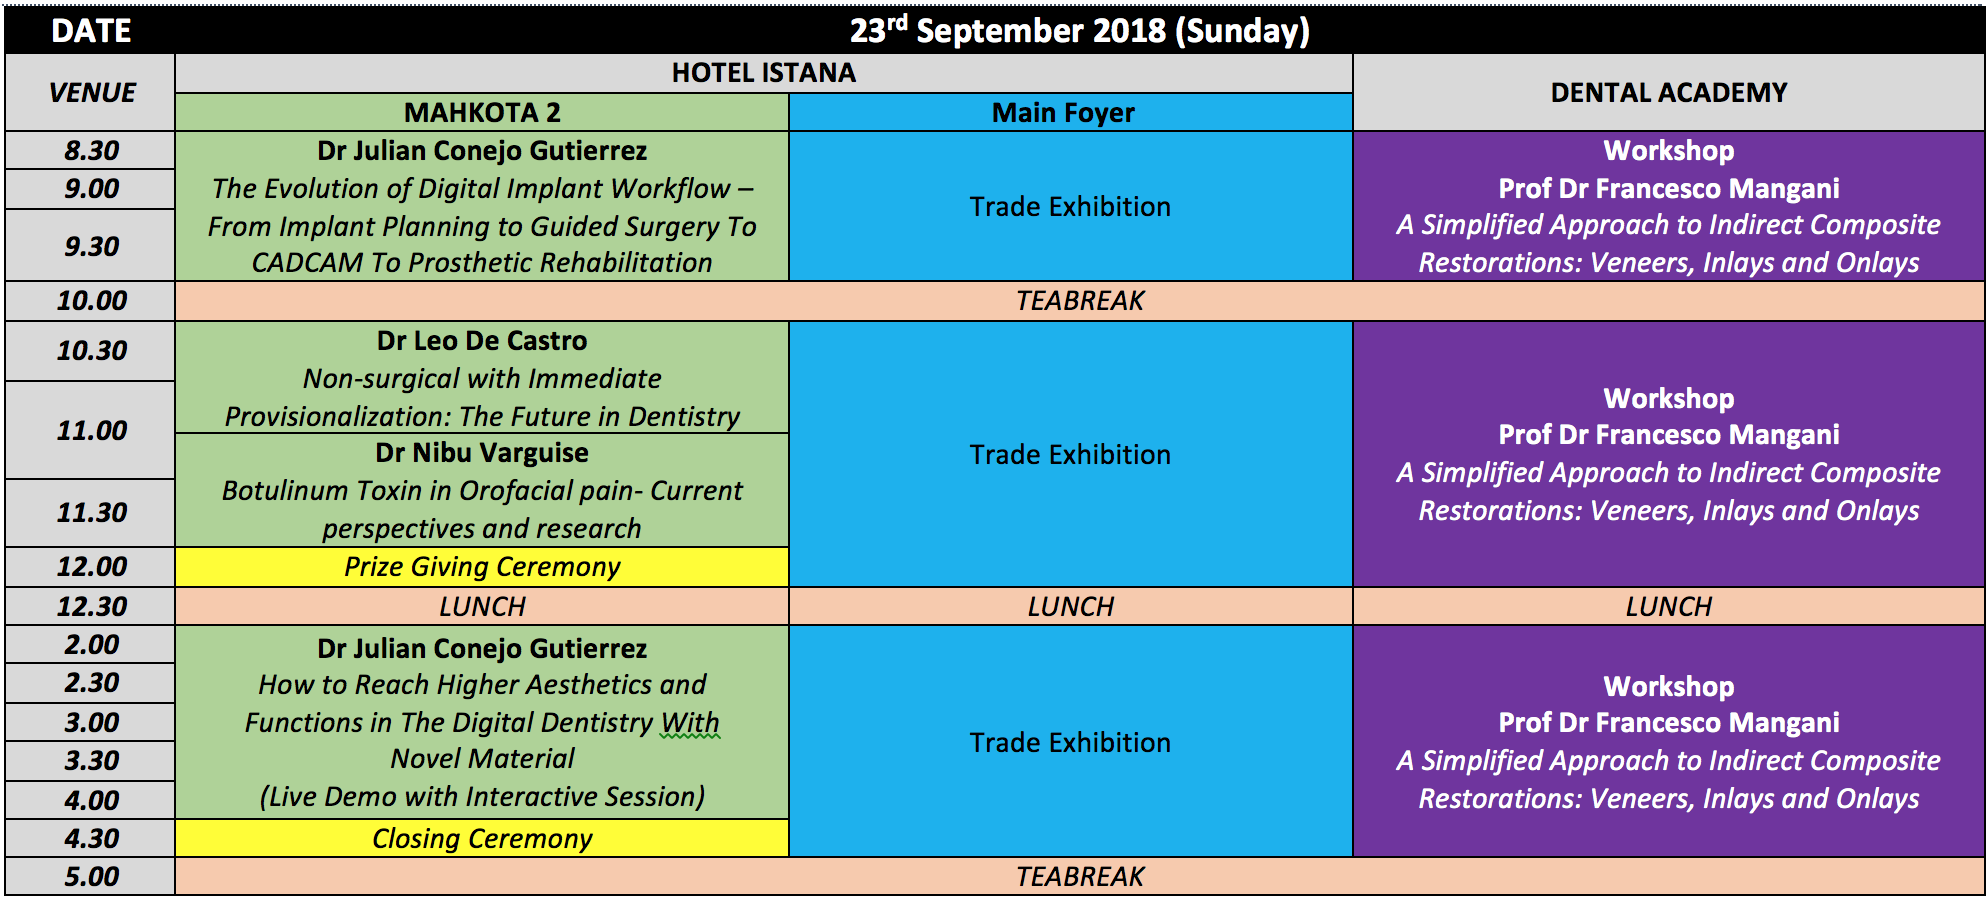 DATE 23rd September 2018 (Sunday)
VENUE HOTEL ISTANA DENTAL ACADEMY
MAHKOTA 2 Main Foyer
8.30
9.00
9.30
Dr Julian Conejo Gutierrez
The Evolution of Digital Implant Workflow –
From Implant Planning to Guided Surgery To
CADCAM To Prosthetic Rehabilitation
Trade Exhibition
Workshop
Prof Dr Francesco Mangani
A Simplified Approach to Indirect Composite
Restorations: Veneers, Inlays and Onlays
10.00 TEABREAK
10.30
11.00
11.30
Dr Leo De Castro
Non-surgical with Immediate
Provisionalization: The Future in Dentistry
Dr Nibu Varguise
Botulinum Toxin in Orofacial pain- Current
perspectives and research
12.00 Prize Giving Ceremony
Trade Exhibition
Workshop
Prof Dr Francesco Mangani
A Simplified Approach to Indirect Composite
Restorations: Veneers, Inlays and Onlays
12.30 LUNCH LUNCH LUNCH
2.00
2.30
3.00
3.30
4.00
Dr Julian Conejo Gutierrez
How to Reach Higher Aesthetics and
Functions in The Digital Dentistry With
Novel Material
(Live Demo with Interactive Session)
4.30 Closing Ceremony
Trade Exhibition
Workshop
Prof Dr Francesco Mangani
A Simplified Approach to Indirect Composite
Restorations: Veneers, Inlays and Onlays
5.00 TEABREAK